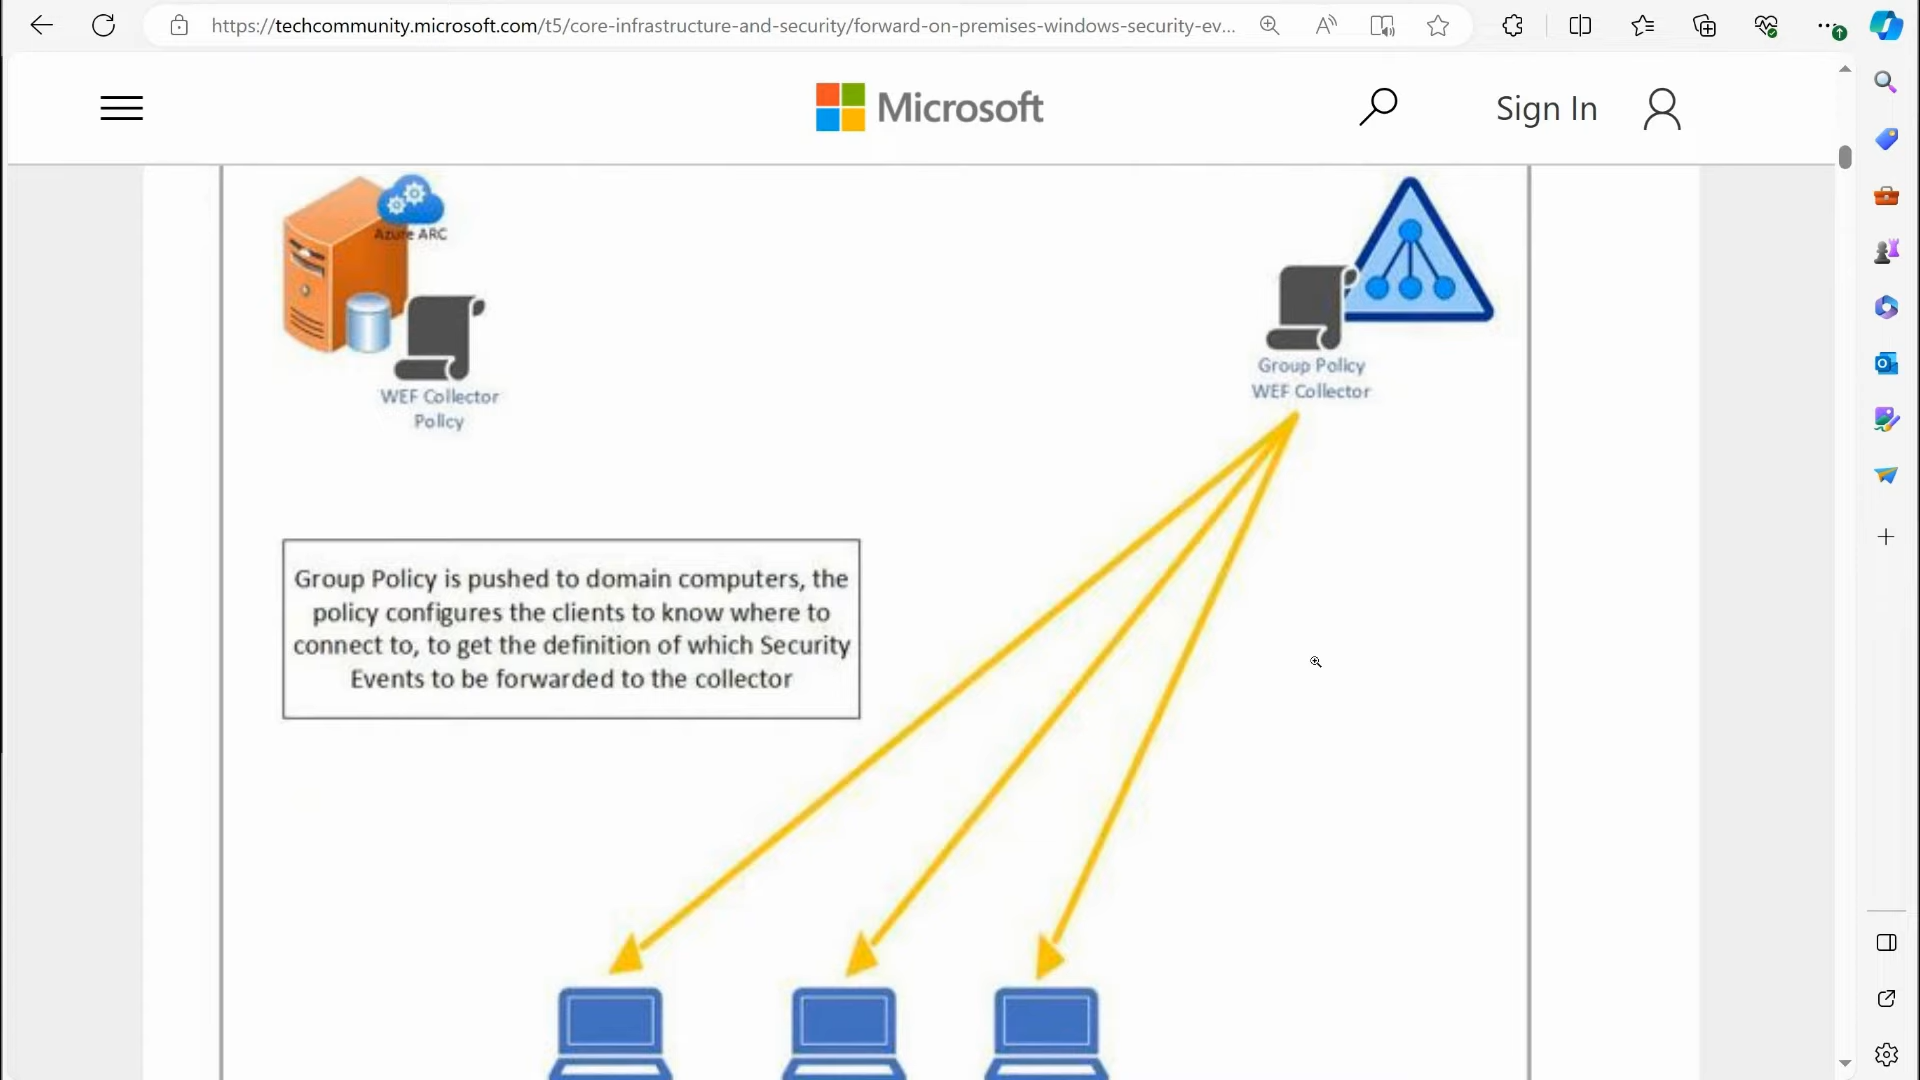 https://techcommunity.microsoft.com/t5/core-infrastructure-and-security/forward-on-premises-windows-security-ev...
Microsoft
Sign In
Azure ARC
WEF Collector
Policy
Group Policy
WEF Collector
Group Policy is pushed to domain computers, the
policy configures the clients to know where to
connect to, to get the definition of which Security
Events to be forwarded to the collector